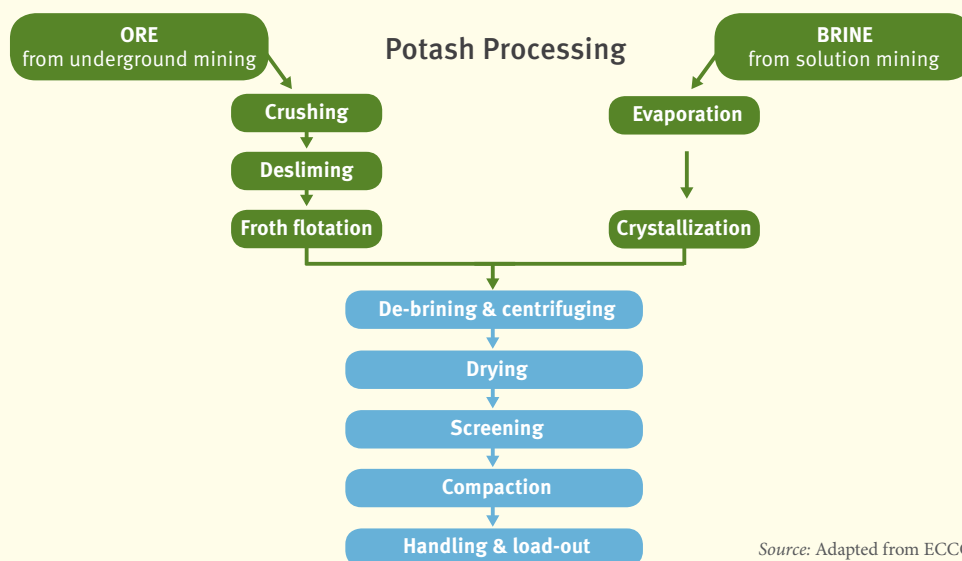 Potash Processing
ORE
from underground mining
BRINE
from solution mining
Crushing
Evaporation
Desliming
Froth flotation
Crystallization
De-brining & centrifuging
Drying
Screening
Compaction
Handling & load-out
Source: Adapted from